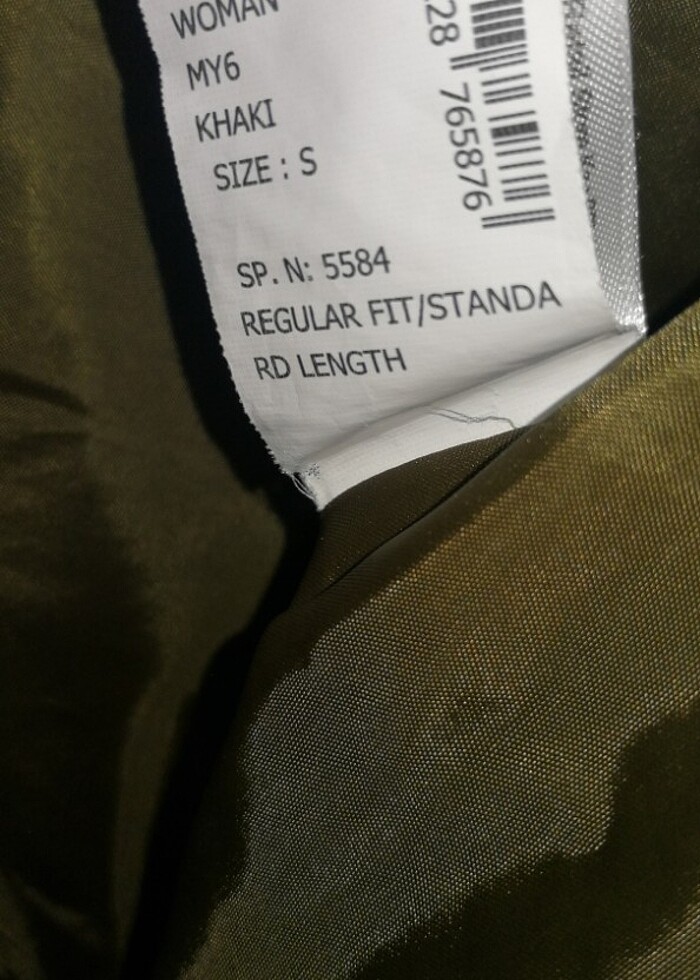 WOMAN
MY6
KHAKI
SIZE : S
SP. N: 5584
REGULAR FIT/STANDA
RD LENGTH
28 765876